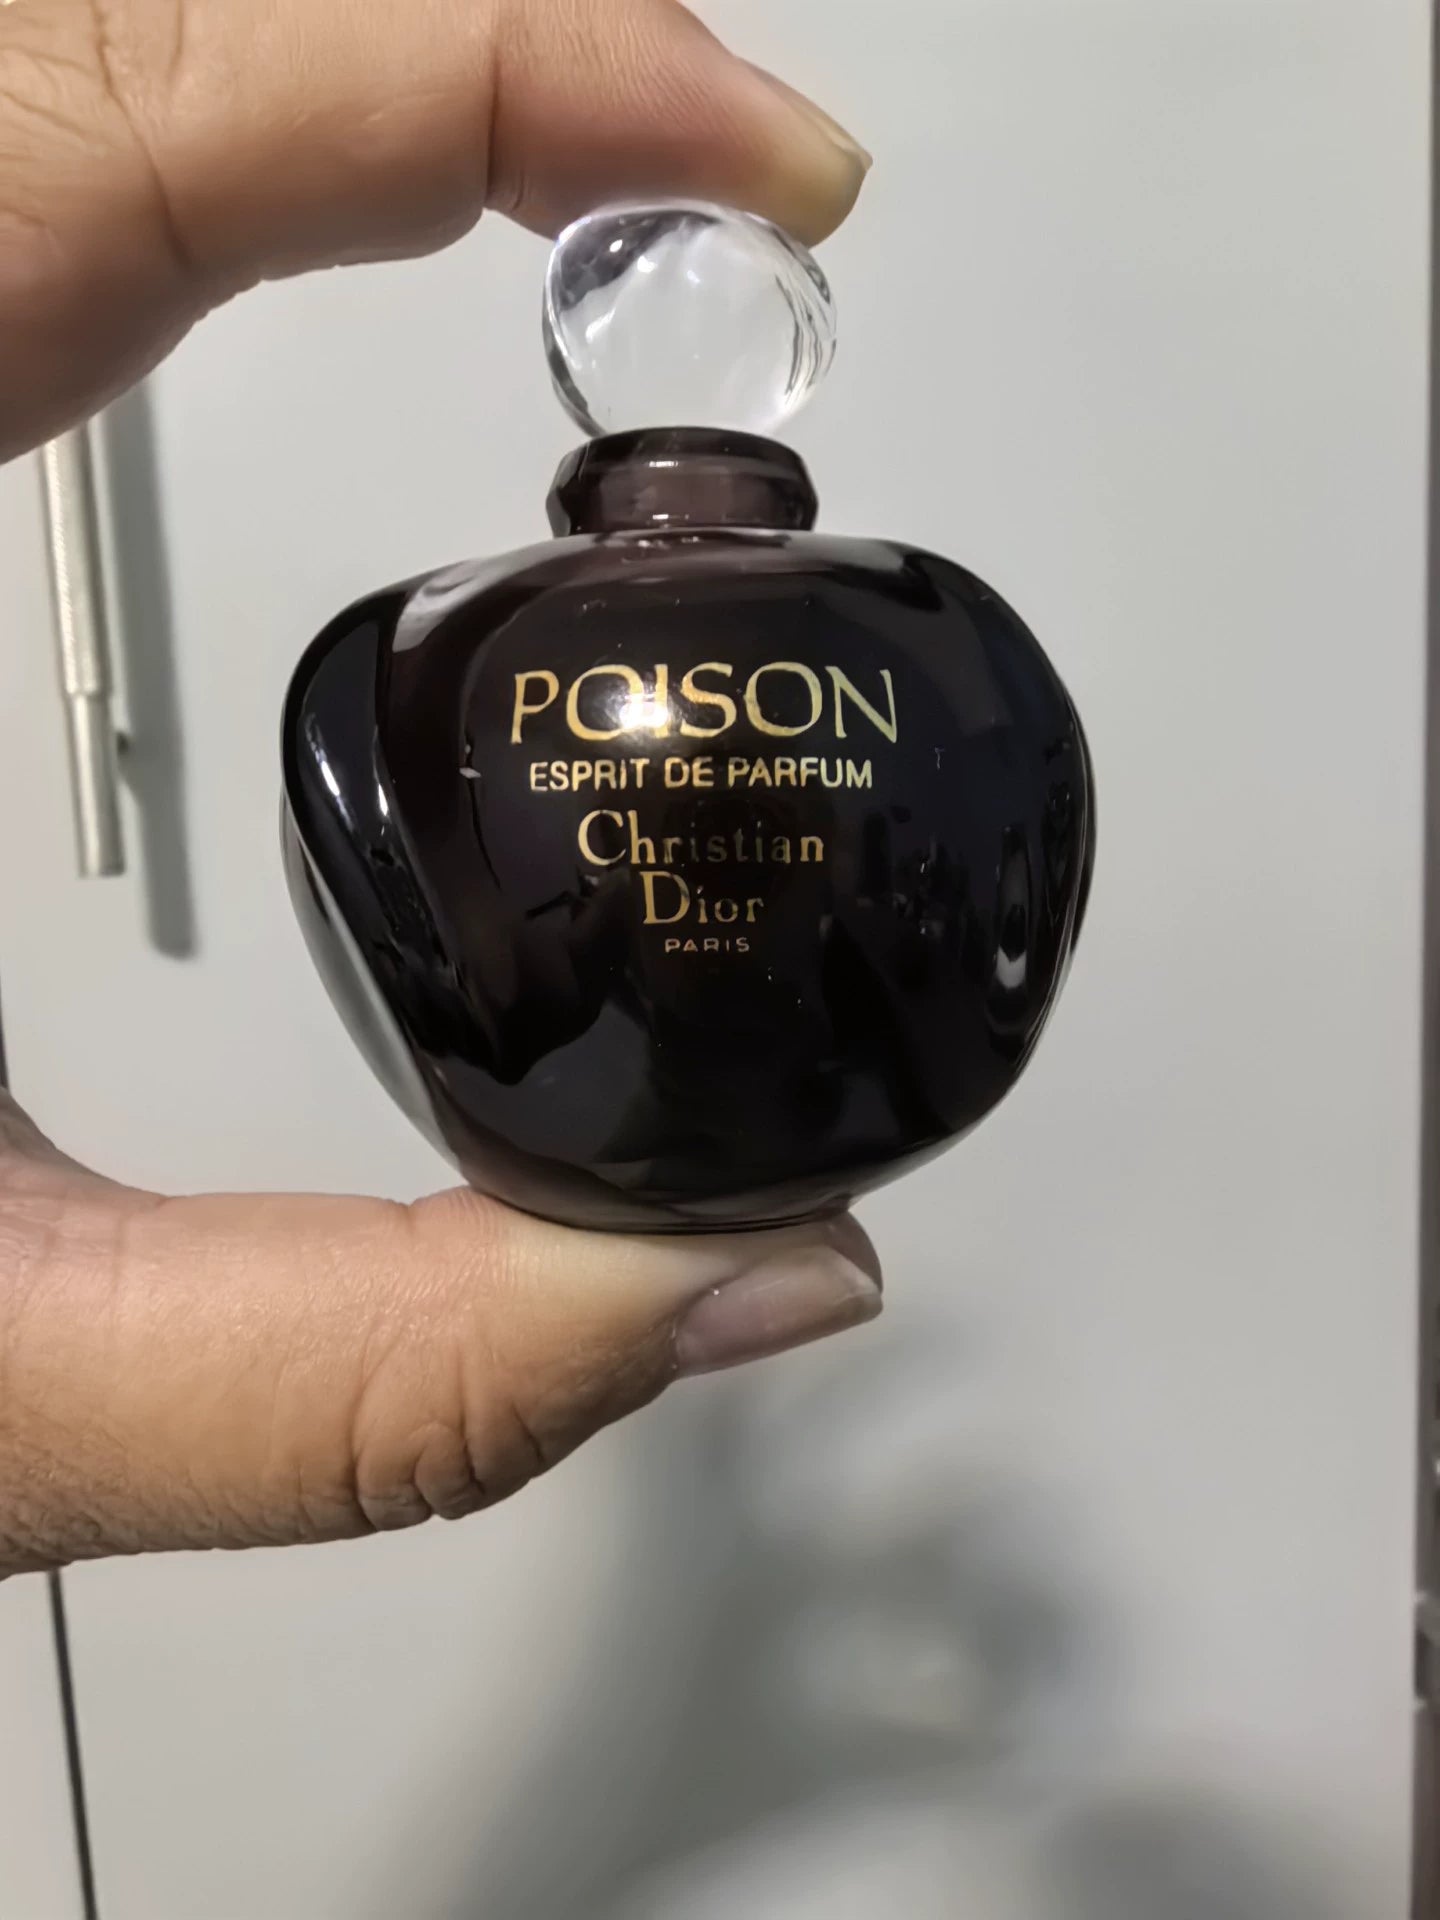 POISON
ESPRIT DE PARFUM
Christian
Dior
PARIS